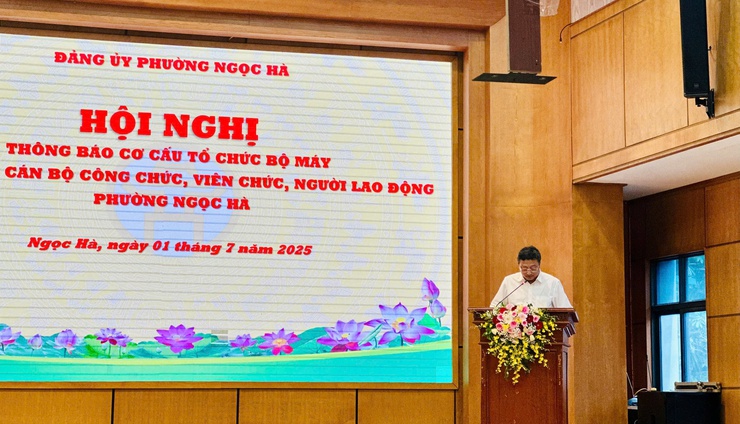 ĐẢNG ỦY PHƯỜNG NGỌC HÀ
HỘI NGHỊ
THÔNG BÁO CƠ CẤU TỔ CHỨC BỘ MÁY
CÁN BỘ CÔNG CHỨC, VIÊN CHỨC, NGƯỜI LAO ĐỘNG
PHƯỜNG NGỌC HÀ
Ngọc Hà, ngày 01 tháng 7 năm 2025